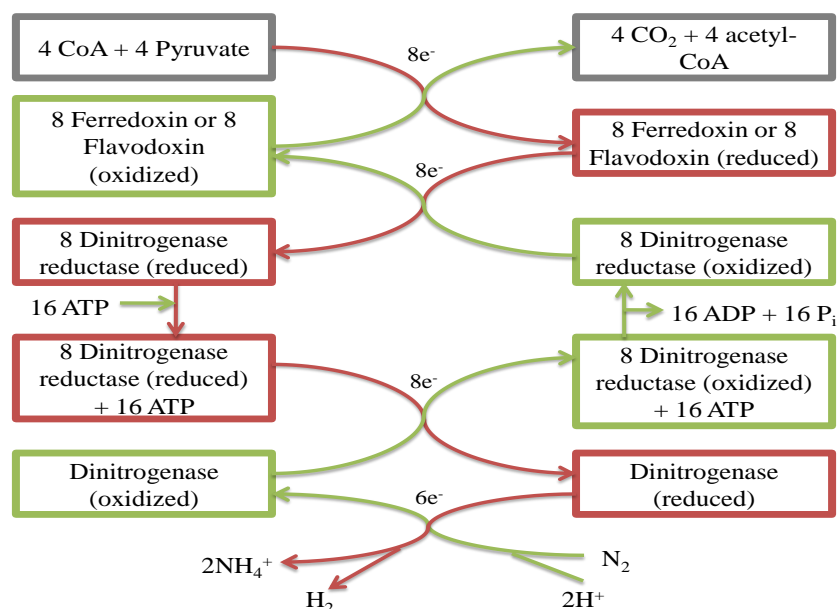 4 CoA + 4 Pyruvate
8e⁻
4 CO₂ + 4 acetyl-
CoA
8 Ferredoxin or 8
Flavodoxin
(oxidized)
8 Ferredoxin or 8
Flavodoxin (reduced)
8e⁻
8 Dinitrogenase
reductase (reduced)
8 Dinitrogenase
reductase (oxidized)
16 ATP
16 ADP + 16 Pᵢ
8 Dinitrogenase
reductase (reduced)
+ 16 ATP
8e⁻
8 Dinitrogenase
reductase (oxidized)
+ 16 ATP
Dinitrogenase
(oxidized)
6e⁻
Dinitrogenase
(reduced)
2NH₄⁺
N₂
H₂
2H⁺